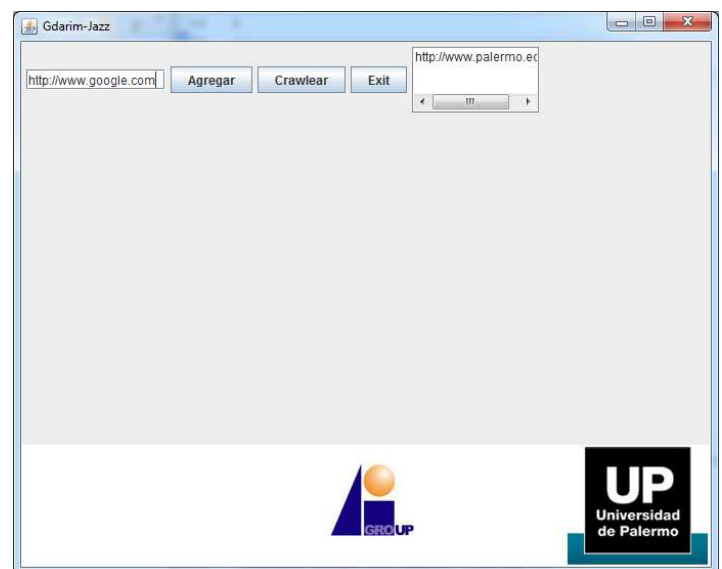 Gdarim-Jazz
http://www.google.com
Agregar
Crawlear
Exit
http://www.palermo.ec
GROUP
UP
Universidad
de Palermo